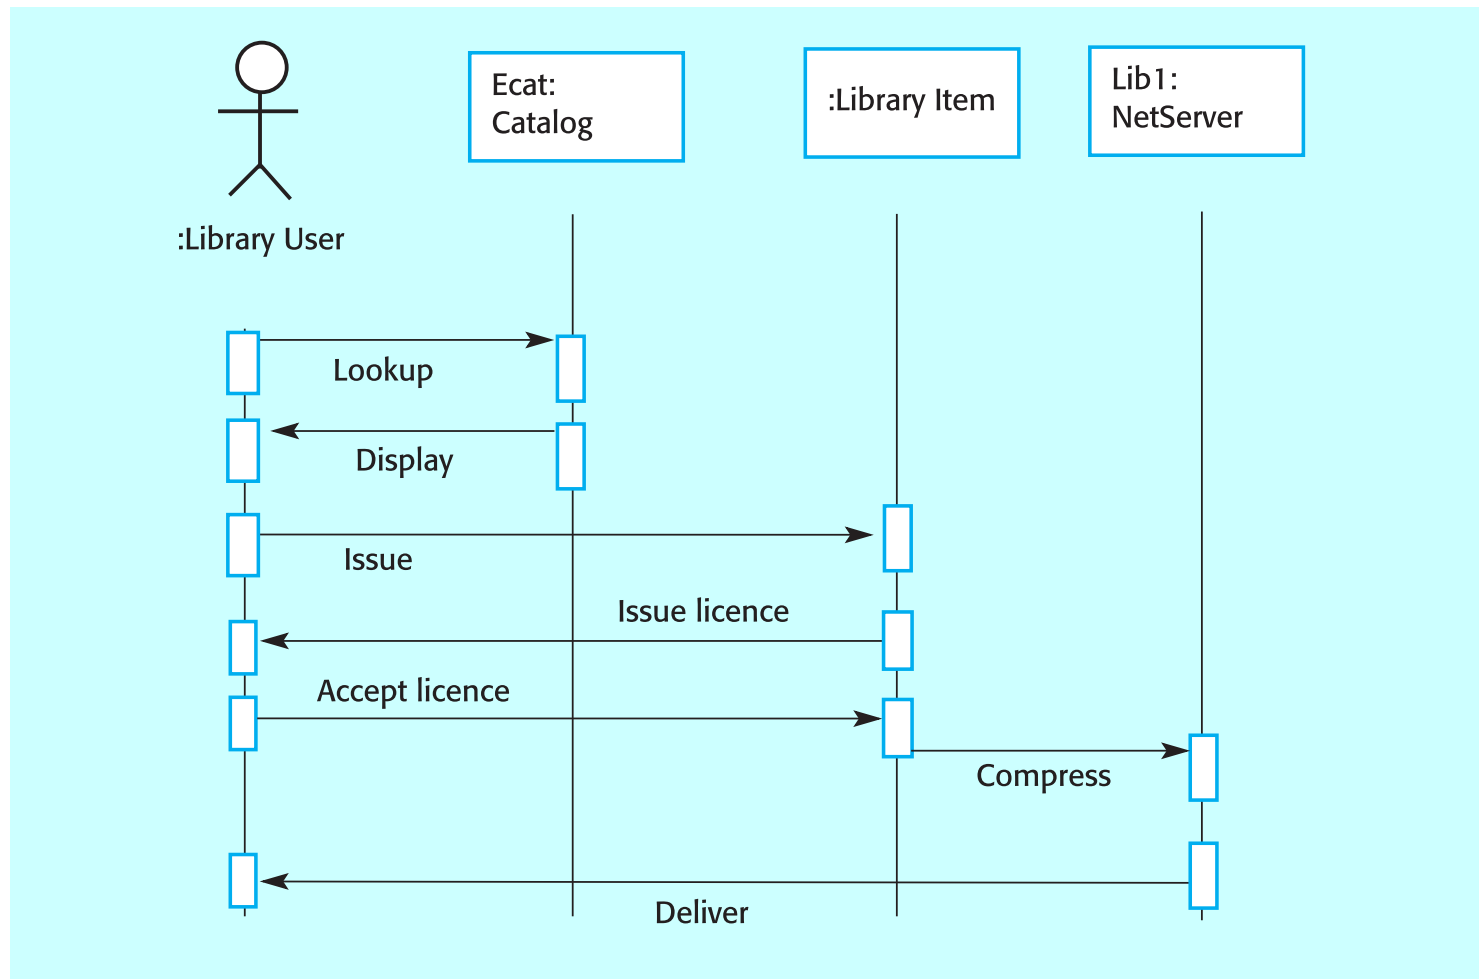 Ecat:
Catalog
:Library Item
Lib1:
NetServer
:Library User
Lookup
Display
Issue
Issue licence
Accept licence
Compress
Deliver